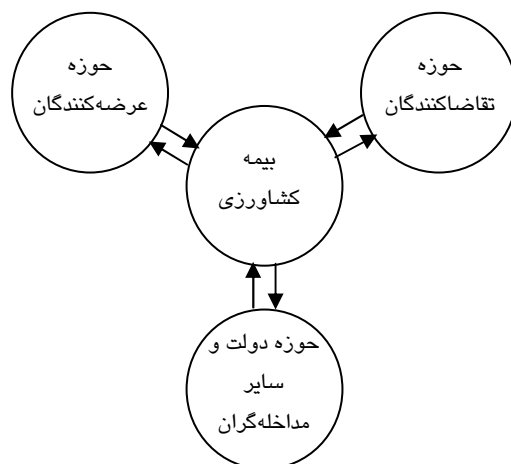 حوزه
تقاضاکنندگان
حوزه
عرضه‌کنندگان
بیمه
کشاورزی
حوزه دولت و
سایر
مداخله‌گران